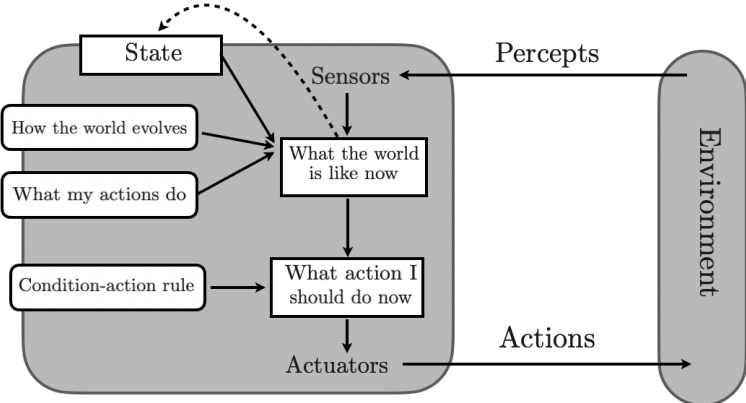 State
Percepts
Sensors
How the world evolves
What the world
is like now
What my actions do
Environment
Condition-action rule
What action I
should do now
Actions
Actuators